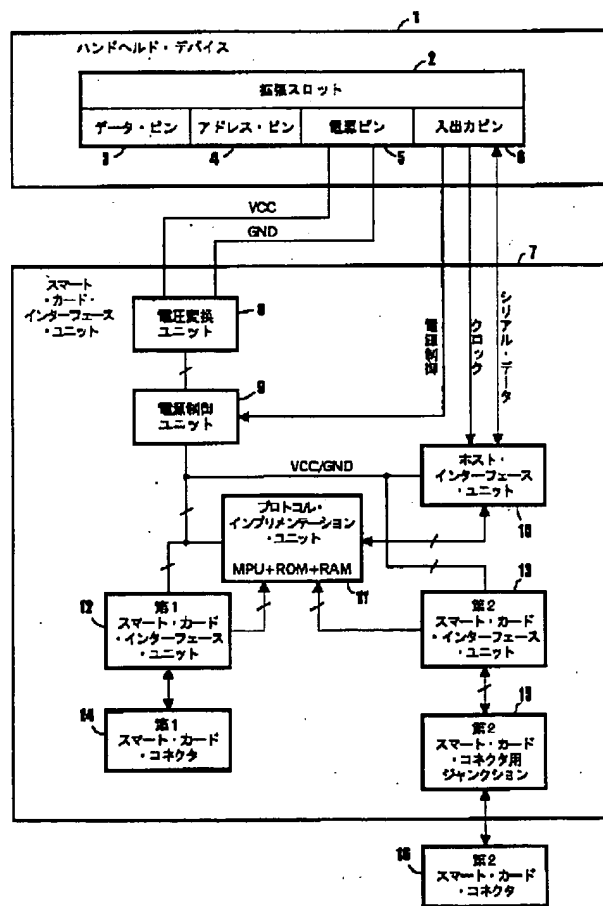 1
ハンドヘルド・デバイス
2
拡張スロット
データ・ピン
アドレス・ピン
電源ピン
入出力ピン
3
4
5
6
VCC
GND
7
スマート
・カード・
インターフェース
・ユニット
電圧変換
ユニット
8
電源制御
クロック
シリアル・データ
電源制御
ユニット
9
VCC/GND
ホスト・
インターフェース
・ユニット
10
プロトコル・
インプリメンテーション
・ユニット
MPU+ROM+RAM
11
12
第1
スマート・カード
・インターフェース
・ユニット
13
第2
スマート・カード
・インターフェース
・ユニット
14
第1
スマート・カード
・コネクタ
15
第2
スマート・カード
・コネクタ用
ジャンクション
16
第2
スマート・カード
・コネクタ